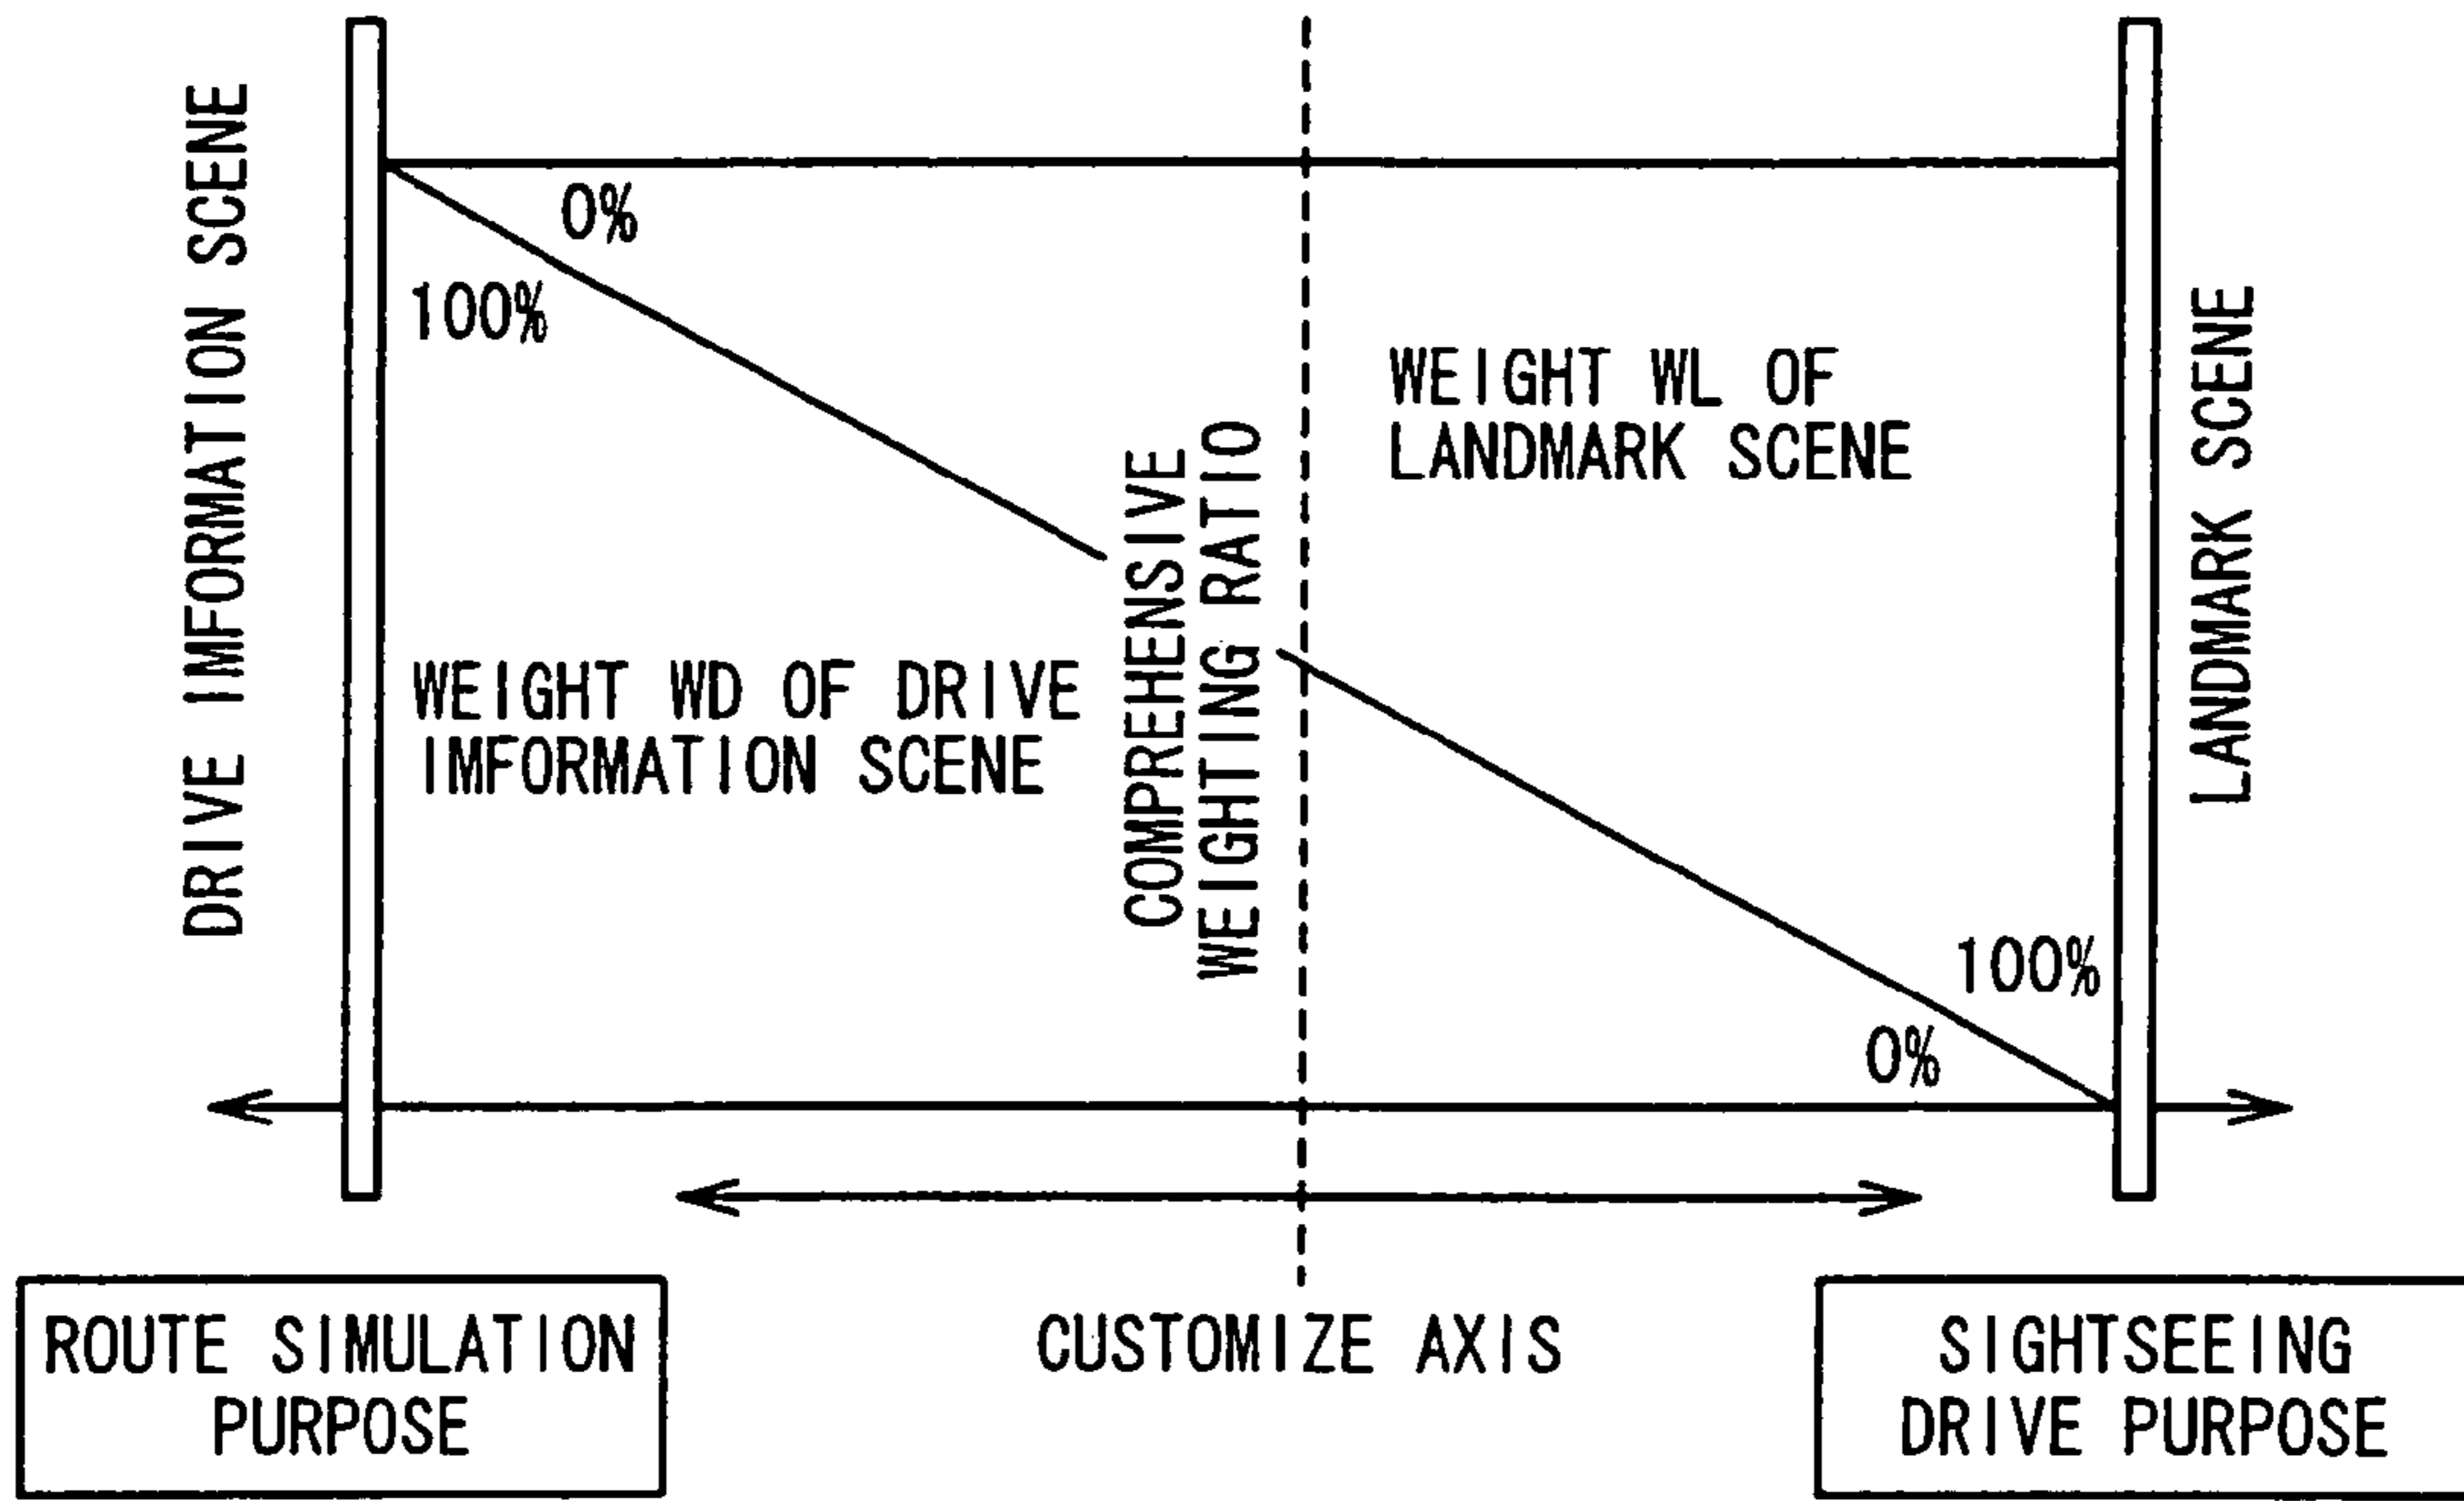 DRIVE IMFORMATION SCENE
0%
100%
WEIGHT WD OF DRIVE
IMFORMATION SCENE
COMPREHENSIVE
WEIGHTING RATIO
WEIGHT WL OF
LANDMARK SCENE
100%
0%
LANDMARK SCENE
ROUTE SIMULATION
PURPOSE
CUSTOMIZE AXIS
SIGHTSEEING
DRIVE PURPOSE